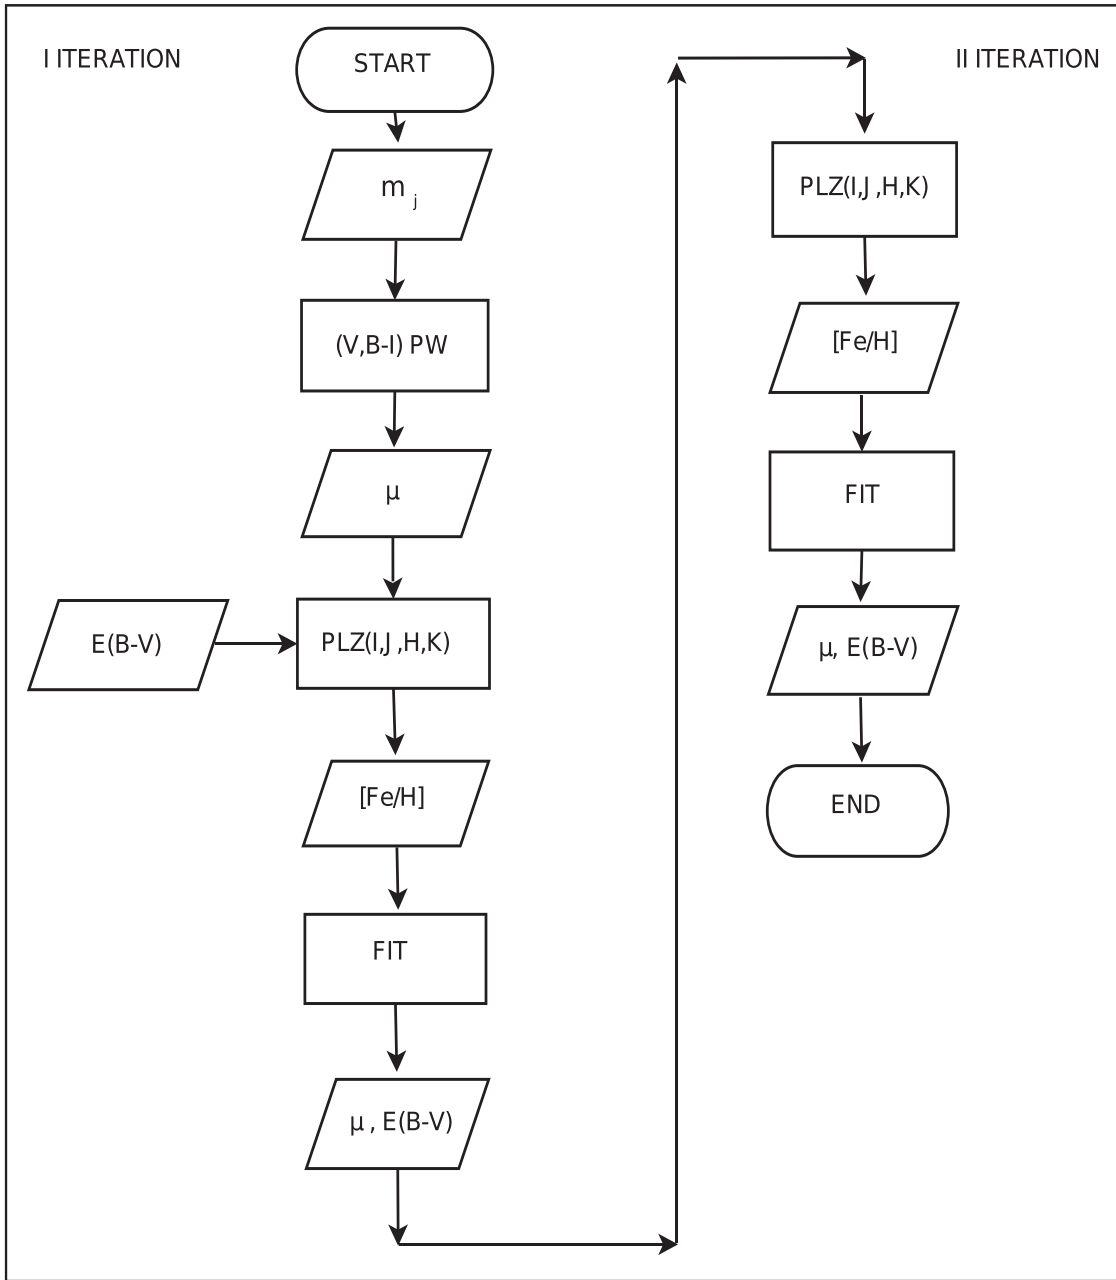 I ITERATION
START
m j
(V,B-I) PW
μ
E(B-V)
PLZ(I,J,H,K)
[Fe/H]
FIT
μ, E(B-V)
II ITERATION
PLZ(I,J,H,K)
[Fe/H]
FIT
μ, E(B-V)
END